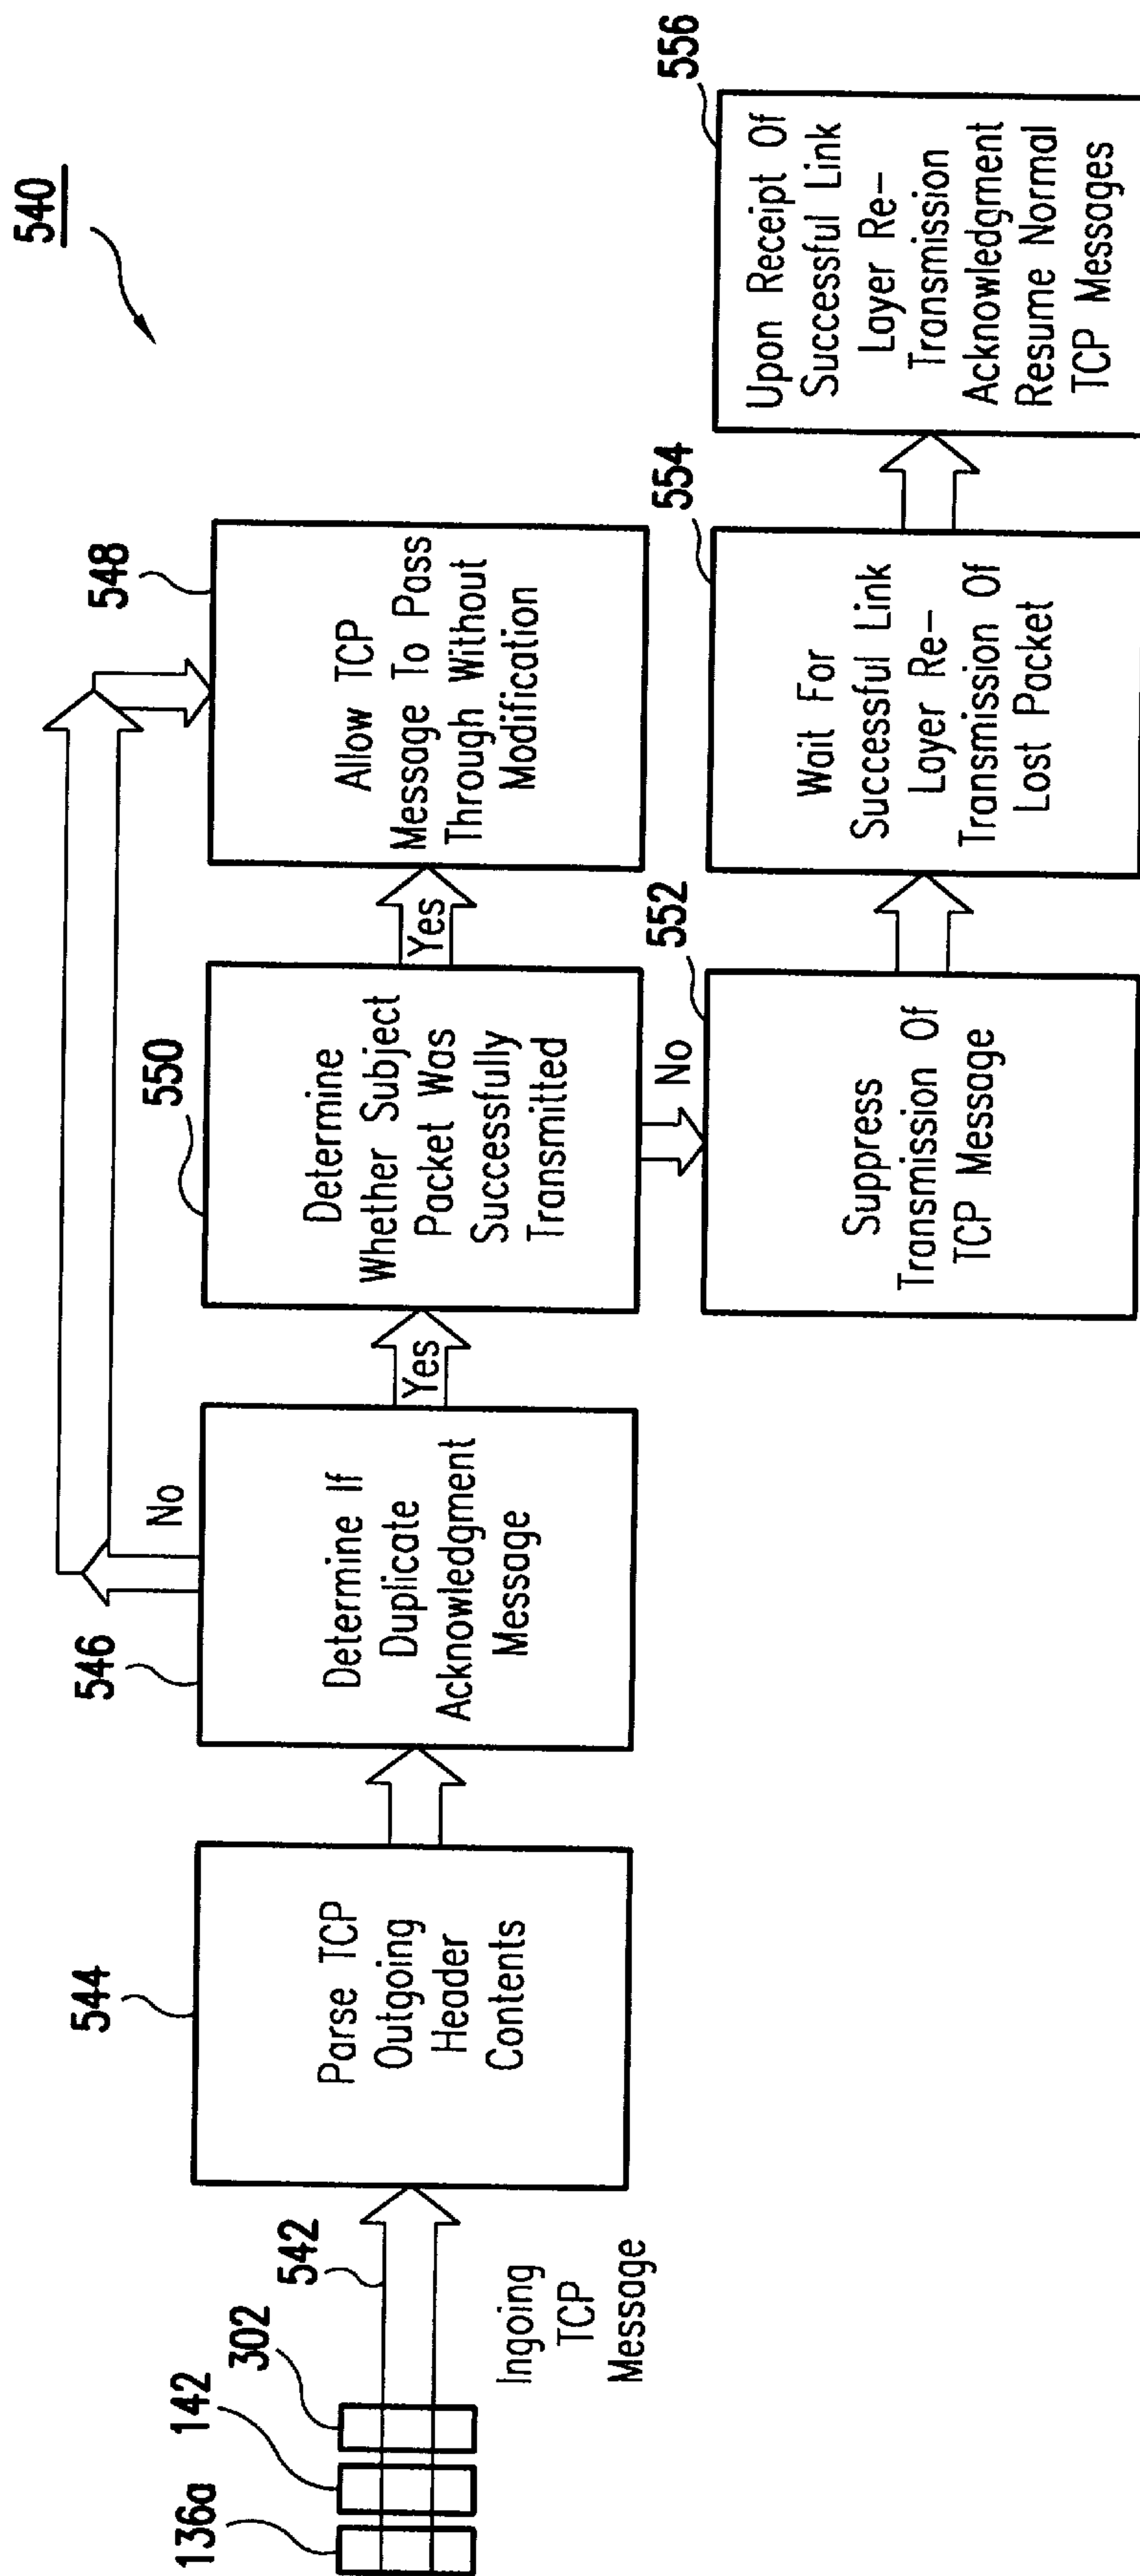 540
136a
142
302
542
Ingoing
TCP
Message
544
Parse TCP
Outgoing
Header
Contents
546
Determine If
Duplicate
Acknowledgment
Message
No
Yes
550
Determine
Whether Subject
Packet Was
Successfully
Transmitted
Yes
548
Allow TCP
Message To Pass
Through Without
Modification
No
552
Suppress
Transmission Of
TCP Message
554
Wait For
Successful Link
Layer Re-
Transmission Of
Lost Packet
556
Upon Receipt Of
Successful Link
Layer Re-
Transmission
Acknowledgment
Resume Normal
TCP Messages